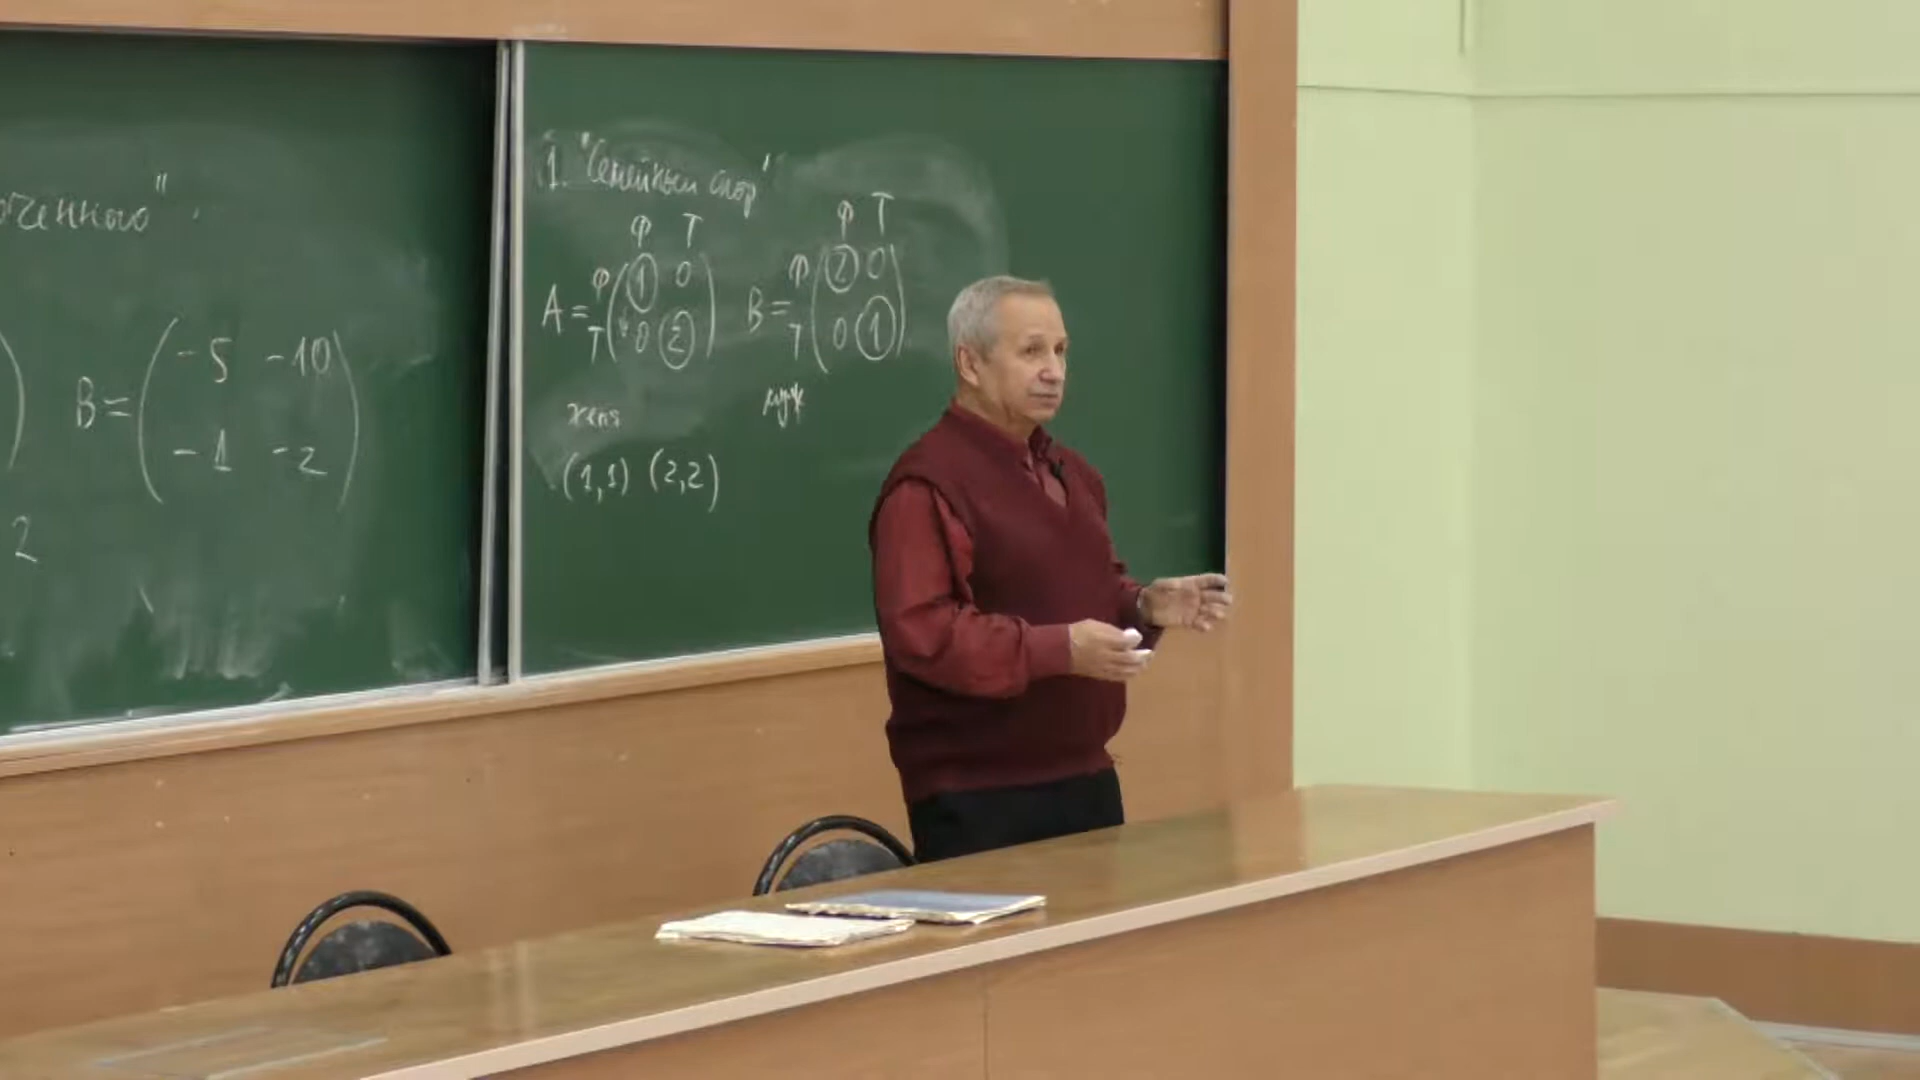 оченного".
B = ( -5 -10
-1 -2 )
2
1. "Семейный спор"
Ф Т
A = Ф ( 1 0
Т 0 2 )
жена
Ф Т
B = Ф ( 2 0
Т 0 1 )
муж
(1,1) (2,2)